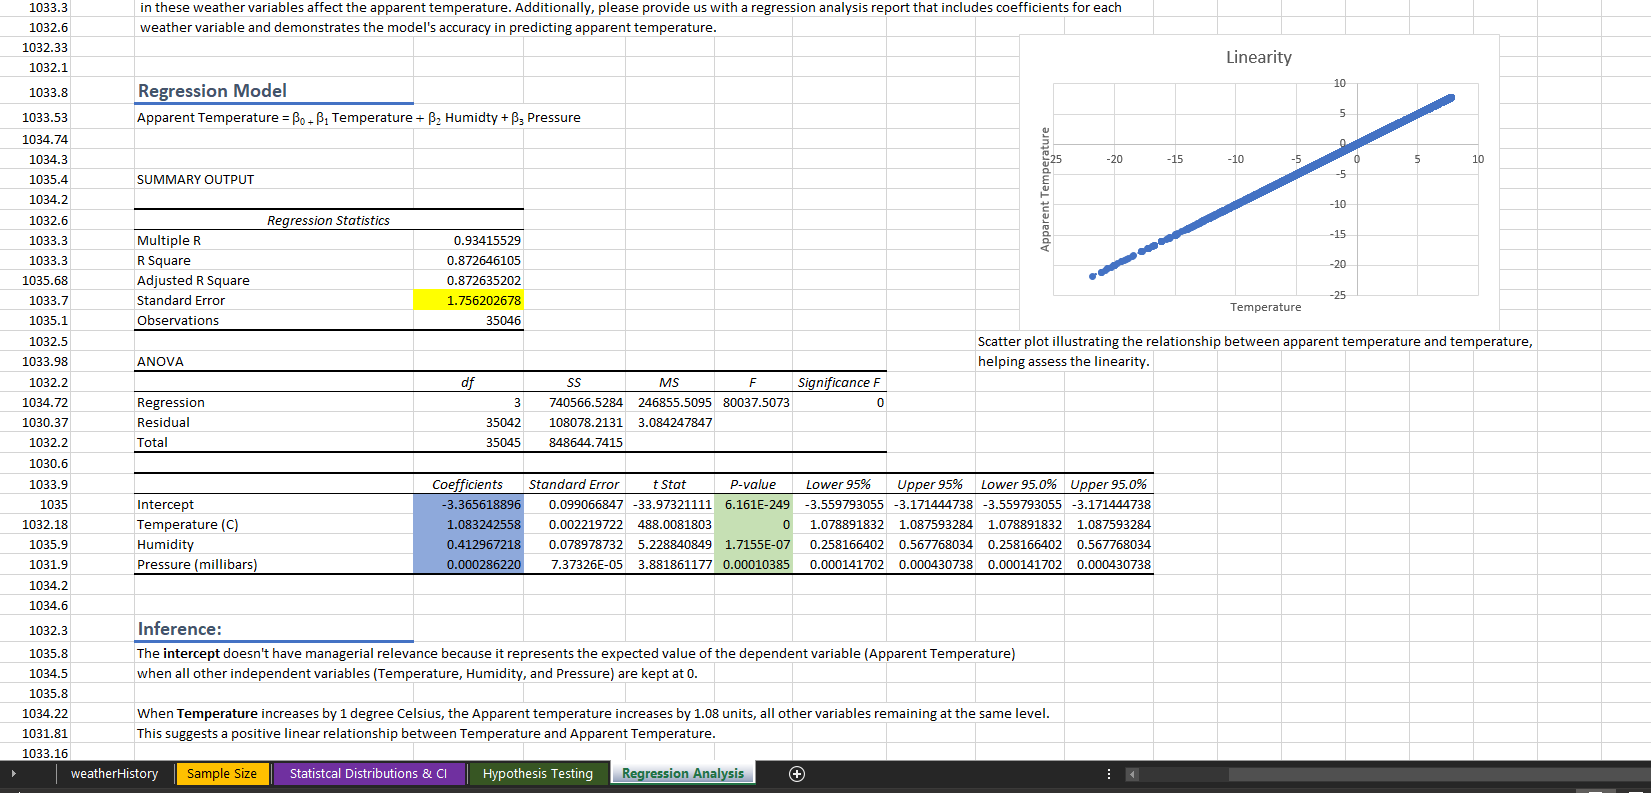 1033.3 in these weather variables affect the apparent temperature. Additionally, please provide us with a regression analysis report that includes coefficients for each
1032.6 weather variable and demonstrates the model's accuracy in predicting apparent temperature.
1032.33
1032.1
1033.8 Regression Model
1033.53 Apparent Temperature = β0 + β1 Temperature + β2 Humidty + β3 Pressure
1034.74
1034.3
1035.4 SUMMARY OUTPUT
1034.2
1032.6 Regression Statistics
1033.3 Multiple R 0.93415529
1033.3 R Square 0.872646105
1035.68 Adjusted R Square 0.872635202
1033.7 Standard Error 1.756202678
1035.1 Observations 35046
1032.5
1033.98 ANOVA
1032.2 df SS MS F Significance F
1034.72 Regression 3 740566.5284 246855.5095 80037.5073 0
1030.37 Residual 35042 108078.2131 3.084247847
1032.2 Total 35045 848644.7415
1030.6
1033.9 Coefficients Standard Error t Stat P-value Lower 95% Upper 95% Lower 95.0% Upper 95.0%
1035 Intercept -3.365618896 0.099066847 -33.97321111 6.161E-249 -3.559793055 -3.171444738 -3.559793055 -3.171444738
1032.18 Temperature (C) 1.083242558 0.002219722 488.0081803 0 1.078891832 1.087593284 1.078891832 1.087593284
1035.9 Humidity 0.412967218 0.078978732 5.228840849 1.7155E-07 0.258166402 0.567768034 0.258166402 0.567768034
1031.9 Pressure (millibars) 0.000286220 7.37326E-05 3.881861177 0.00010385 0.000141702 0.000430738 0.000141702 0.000430738
1034.2
1034.6
1032.3 Inference:
1035.8 The intercept doesn't have managerial relevance because it represents the expected value of the dependent variable (Apparent Temperature)
1034.5 when all other independent variables (Temperature, Humidity, and Pressure) are kept at 0.
1035.8
1034.22 When Temperature increases by 1 degree Celsius, the Apparent temperature increases by 1.08 units, all other variables remaining at the same level.
1031.81 This suggests a positive linear relationship between Temperature and Apparent Temperature.
1033.16
Linearity
10
5
0
-25 -20 -15 -10 -5 0 5 10
-5
-10
-15
-20
-25
Apparent Temperature
Temperature
Scatter plot illustrating the relationship between apparent temperature and temperature,
helping assess the linearity.
weatherHistory Sample Size Statistcal Distributions & CI Hypothesis Testing Regression Analysis